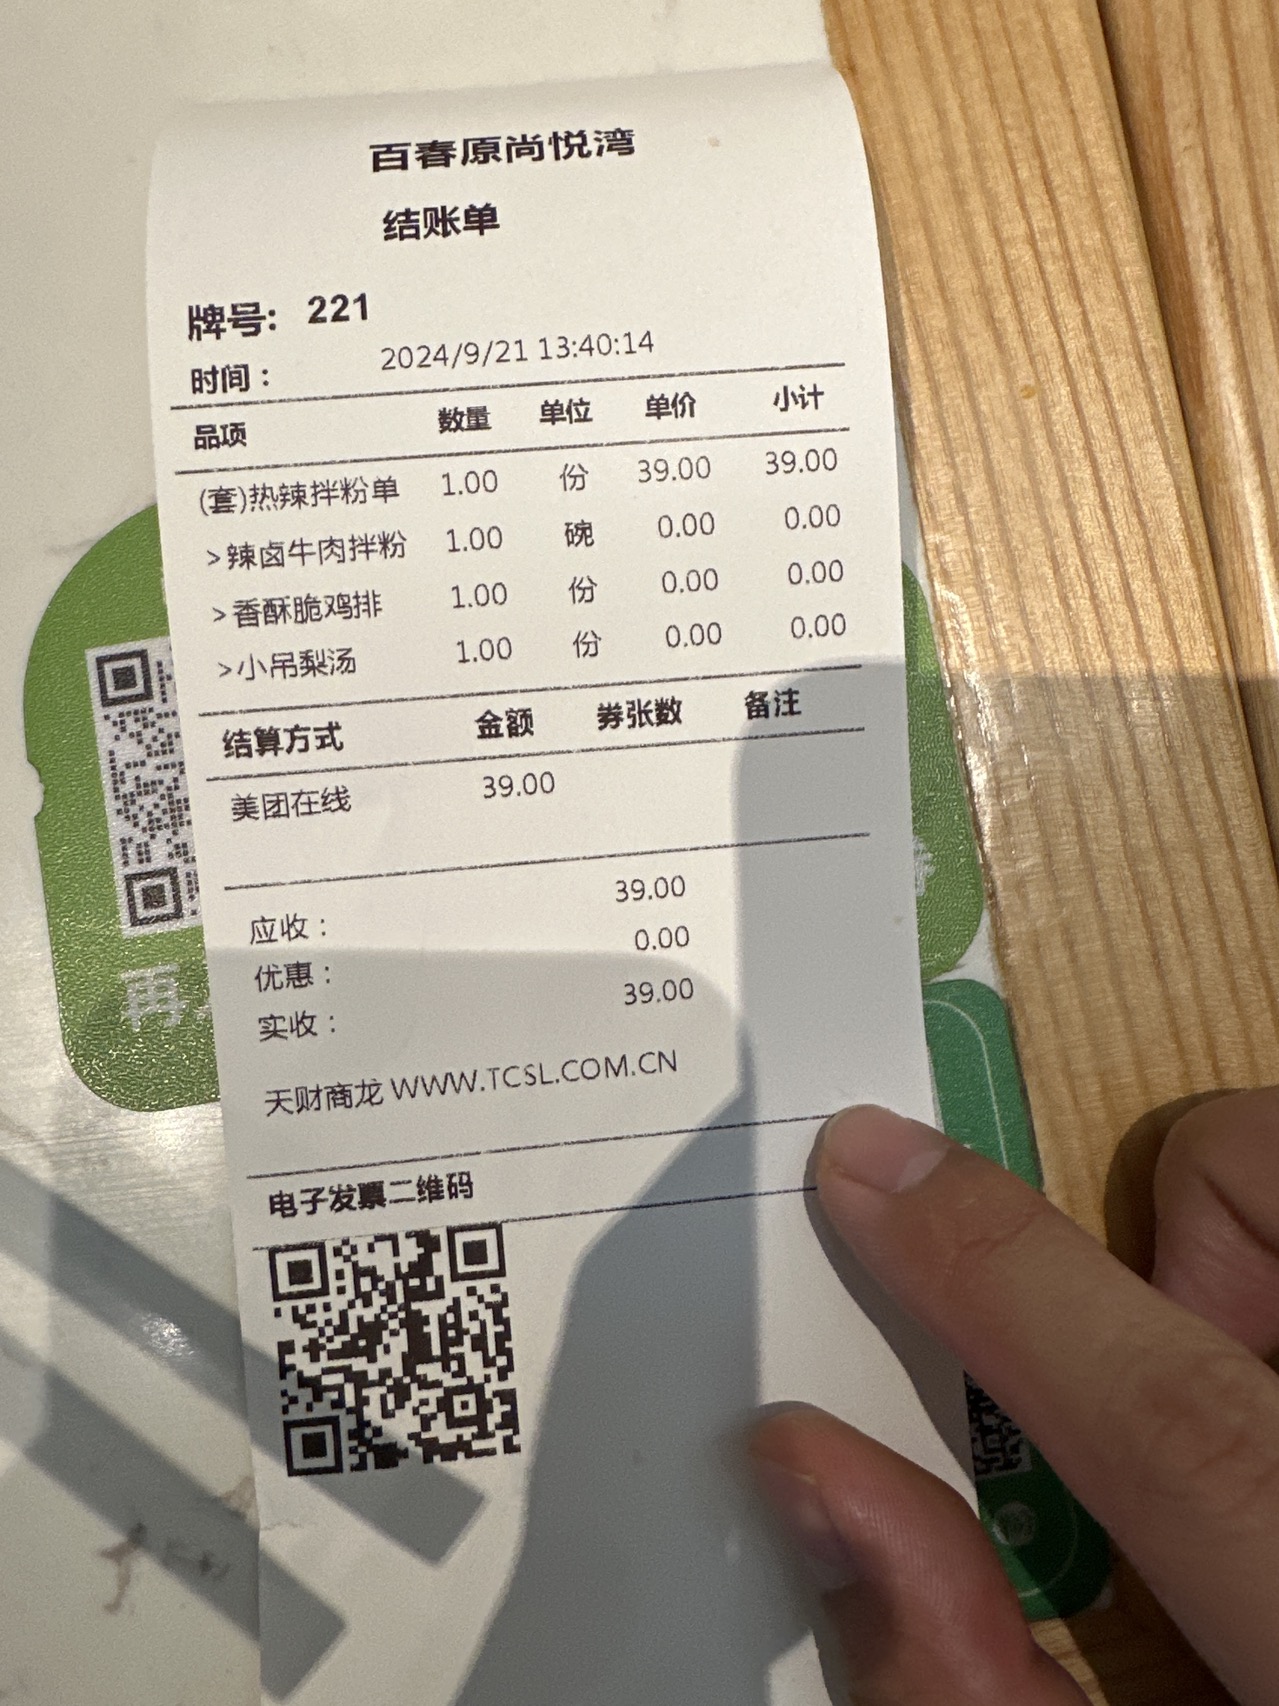 百春原尚悦湾
结账单
牌号: 221
时间： 2024/9/21 13:40:14
品项 数量 单位 单价 小计
(套)热辣拌粉单 1.00 份 39.00 39.00
>辣卤牛肉拌粉 1.00 碗 0.00 0.00
>香酥脆鸡排 1.00 份 0.00 0.00
>小吊梨汤 1.00 份 0.00 0.00
结算方式 金额 券张数 备注
美团在线 39.00
应收： 39.00
优惠： 0.00
实收： 39.00
天财商龙 WWW.TCSL.COM.CN
电子发票二维码
再